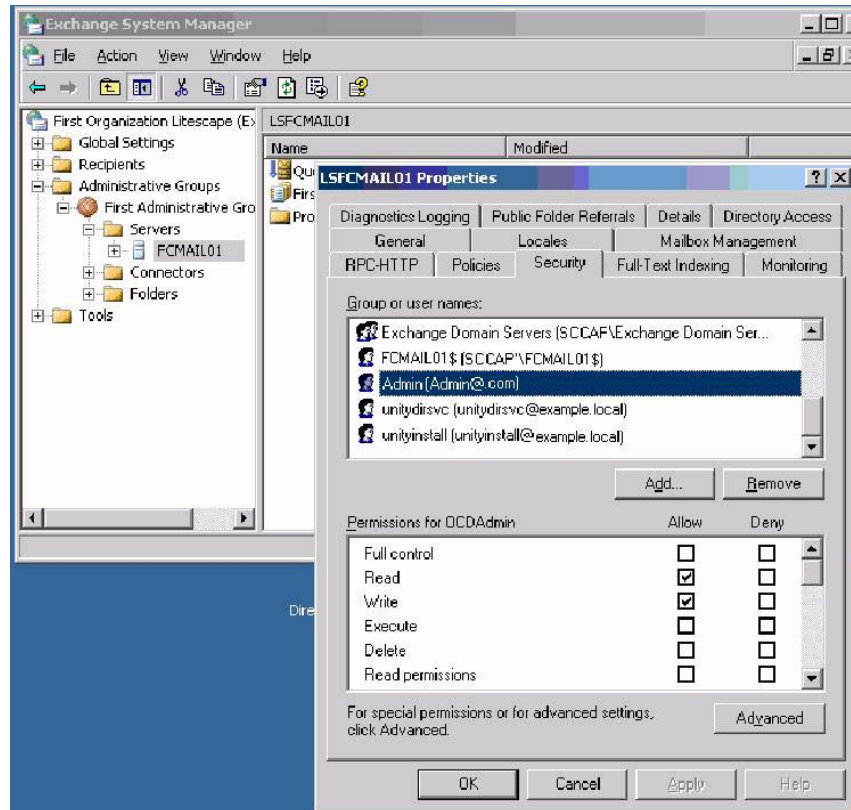 Exchange System Manager
File Action View Window Help
First Organization Litescape (Ex
Global Settings
Recipients
Administrative Groups
First Administrative Gro
Servers
FCMAIL01
Connectors
Folders
Tools
LSFCMAIL01
Name Modified
Qu
Firs
Pro
Dire
LSFCMAIL01 Properties
Diagnostics Logging Public Folder Referrals Details Directory Access
General Locales Mailbox Management
RPC-HTTP Policies Security Full-Text Indexing Monitoring
Group or user names:
Exchange Domain Servers (SCCAF\Exchange Domain Ser...
FCMAIL01$ (SCCAP'\FCMAIL01$)
Admin (Admin@.com)
unitydirsvc (unitydirsvc@example.local)
unityinstall (unityinstall@example.local)
Add... Remove
Permissions for OCDAdmin Allow Deny
Full control
Read
Write
Execute
Delete
Read permissions
For special permissions or for advanced settings,
click Advanced.
Advanced
OK Cancel Apply Help